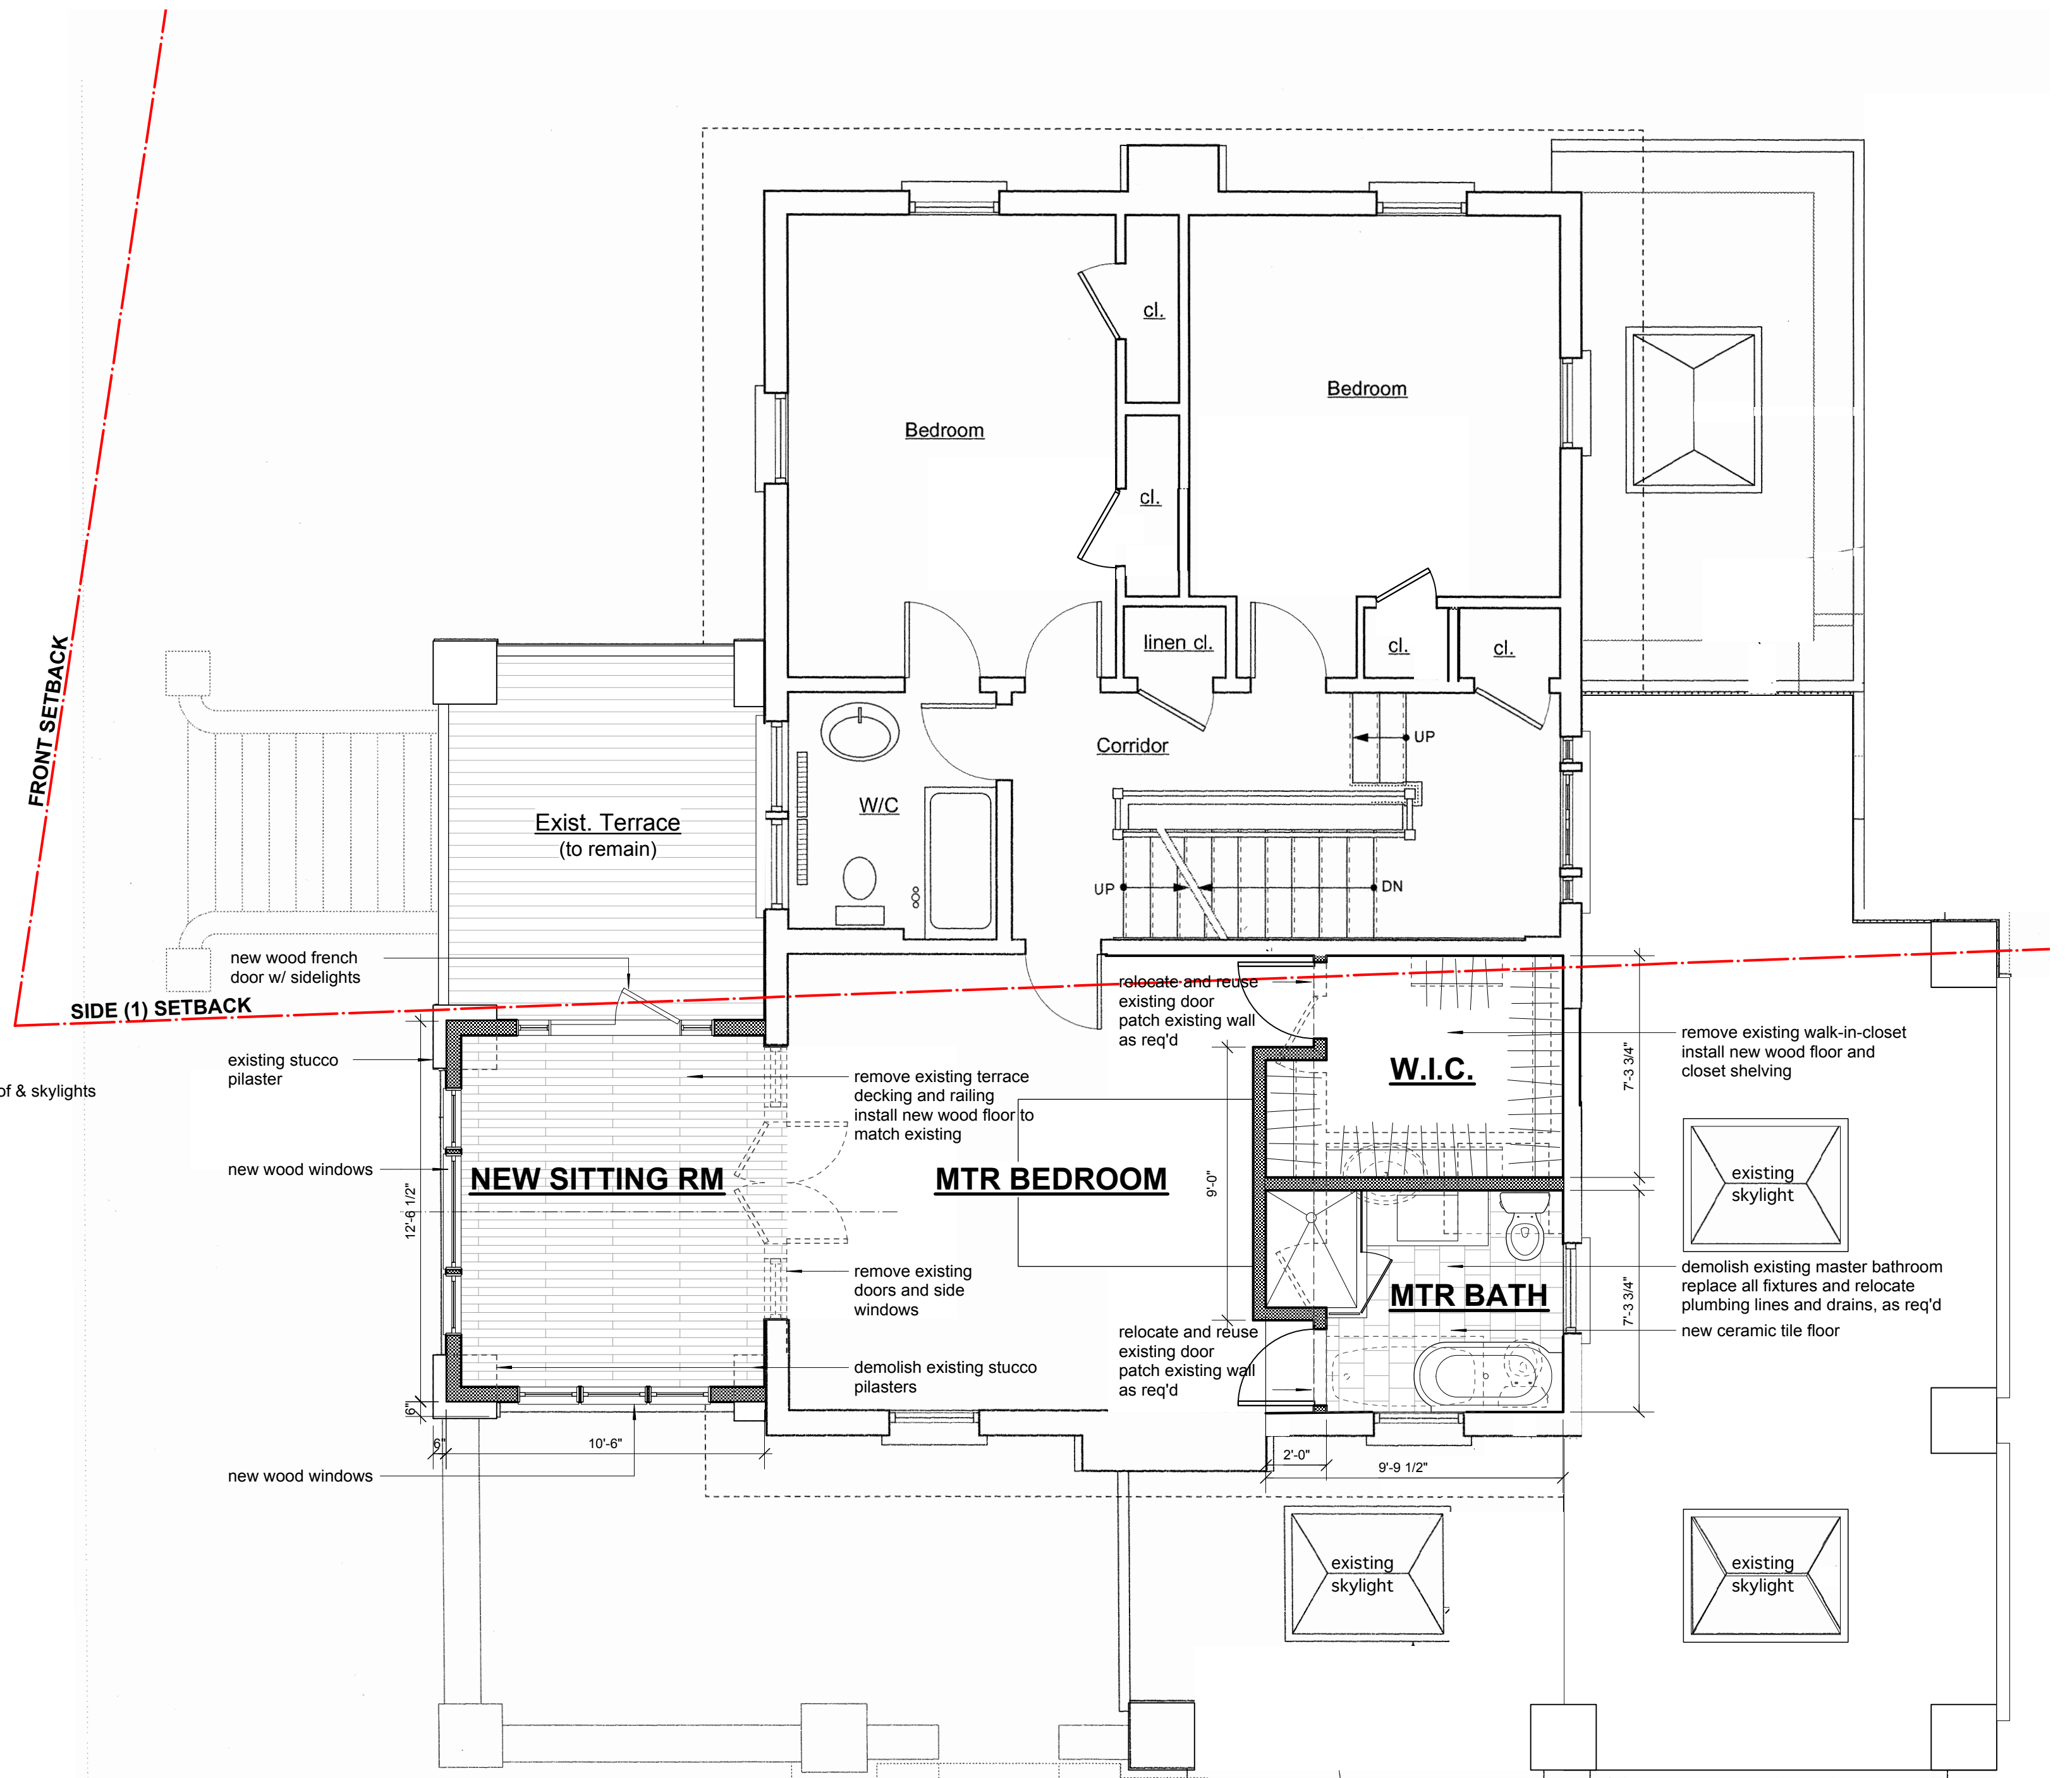 cl.
Bedroom
Bedroom
cl.
linen cl.
cl.
cl.
FRONT SETBACK
UP
Corridor
W/C
Exist. Terrace
(to remain)
UP
DN
new wood french
door w/ sidelights
SIDE (1) SETBACK
relocate and reuse
existing door
patch existing wall
as req'd
existing stucco
pilaster
of & skylights
remove existing terrace
decking and railing
install new wood floor to
match existing
W.I.C.
7'-3 3/4"
remove existing walk-in-closet
install new wood floor and
closet shelving
new wood windows
NEW SITTING RM
MTR BEDROOM
9'-0"
12'-6 1/2"
existing
skylight
remove existing
doors and side
windows
MTR BATH
7'-3 3/4"
demolish existing master bathroom
replace all fixtures and relocate
plumbing lines and drains, as req'd
new ceramic tile floor
relocate and reuse
existing door
patch existing wall
as req'd
demolish existing stucco
pilasters
6"
6"
10'-6"
2'-0"
9'-9 1/2"
new wood windows
existing
skylight
existing
skylight